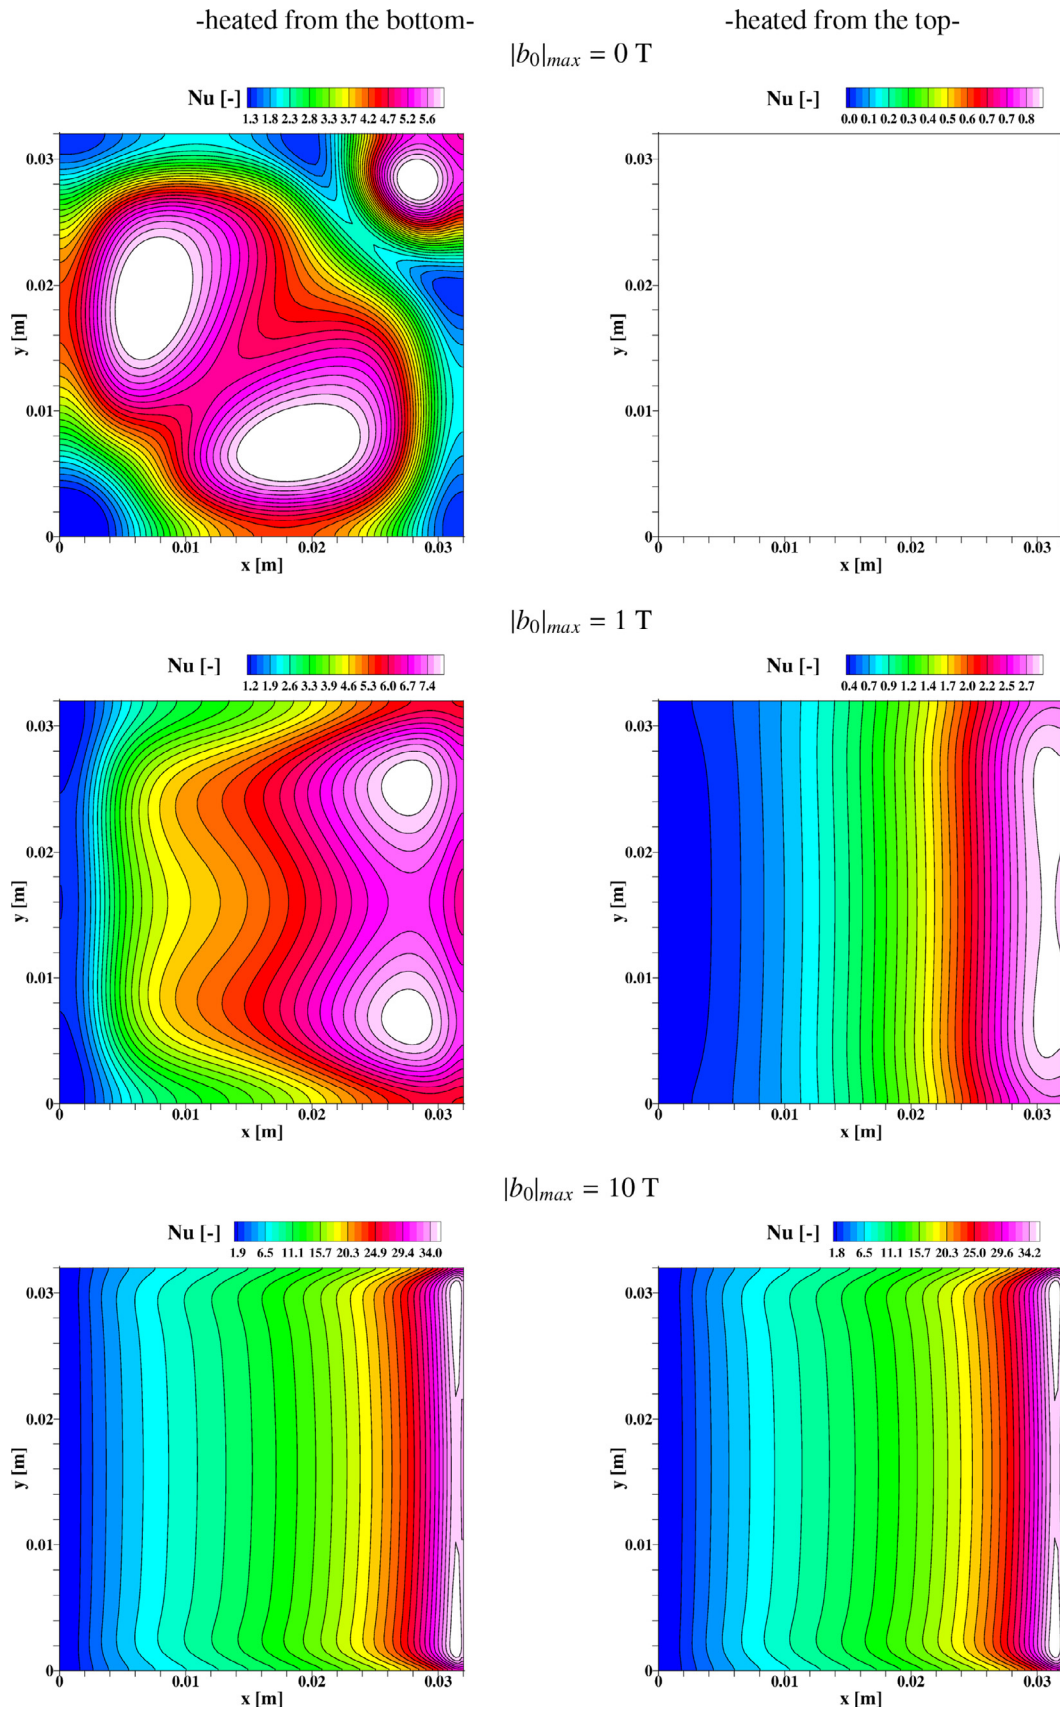 -heated from the bottom-
-heated from the top-
|b₀|max = 0 T
Nu [-]
1.3 1.8 2.3 2.8 3.3 3.7 4.2 4.7 5.2 5.6
0.03
0.02
y [m]
0.01
0
0 0.01 0.02 0.03
x [m]
Nu [-]
0.0 0.1 0.2 0.3 0.4 0.5 0.6 0.7 0.7 0.8
0.03
0.02
y [m]
0.01
0
0 0.01 0.02 0.03
x [m]
|b₀|max = 1 T
Nu [-]
1.2 1.9 2.6 3.3 3.9 4.6 5.3 6.0 6.7 7.4
0.03
0.02
y [m]
0.01
0
0 0.01 0.02 0.03
x [m]
Nu [-]
0.4 0.7 0.9 1.2 1.4 1.7 2.0 2.2 2.5 2.7
0.03
0.02
y [m]
0.01
0
0 0.01 0.02 0.03
x [m]
|b₀|max = 10 T
Nu [-]
1.9 6.5 11.1 15.7 20.3 24.9 29.4 34.0
0.03
0.02
y [m]
0.01
0
0 0.01 0.02 0.03
x [m]
Nu [-]
1.8 6.5 11.1 15.7 20.3 25.0 29.6 34.2
0.03
0.02
y [m]
0.01
0
0 0.01 0.02 0.03
x [m]